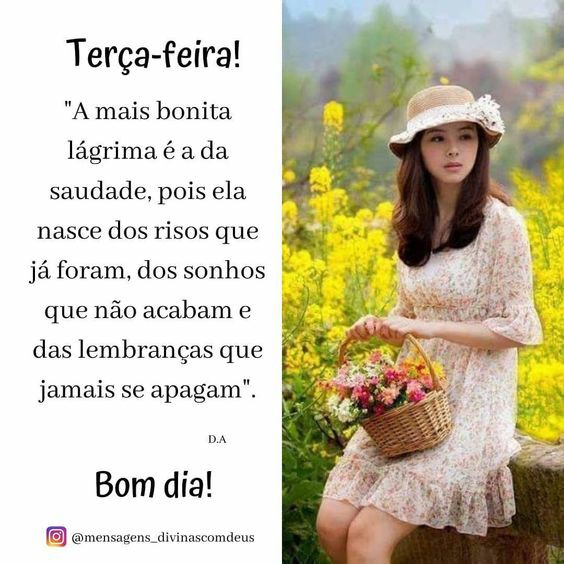 Terça-feira!
"A mais bonita
lágrima é a da
saudade, pois ela
nasce dos risos que
já foram, dos sonhos
que não acabam e
das lembranças que
jamais se apagam".
D.A
Bom dia!
@mensagens_divinascomdeus